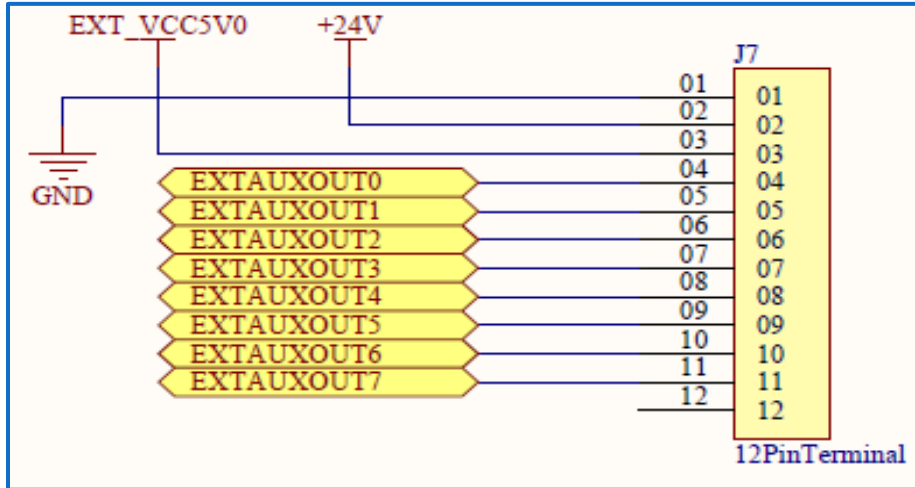 EXT_VCC5V0 +24V
J7
01 01
02 02
03 03
GND
EXTAUXOUT0 04 04
EXTAUXOUT1 05 05
EXTAUXOUT2 06 06
EXTAUXOUT3 07 07
EXTAUXOUT4 08 08
EXTAUXOUT5 09 09
EXTAUXOUT6 10 10
EXTAUXOUT7 11 11
12 12
12PinTerminal